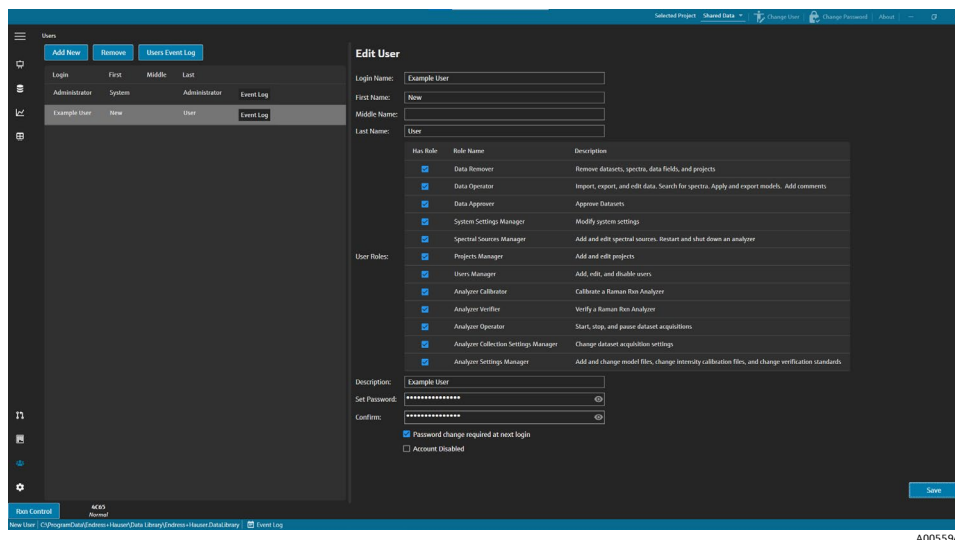 Selected Project Shared Data Change User Change Password About
Users
Add New Remove Users Event Log
Login First Middle Last
Administrator System Administrator Event Log
Example User New User Event Log
Edit User
Login Name: Example User
First Name: New
Middle Name:
Last Name: User
Has Role Role Name Description
Data Remover Remove datasets, spectra, data fields, and projects
Data Operator Import, export, and edit data. Search for spectra. Apply and export models. Add comments
Data Approver Approve Datasets
System Settings Manager Modify system settings
Spectral Sources Manager Add and edit spectral sources. Restart and shut down an analyzer
User Roles: Projects Manager Add and edit projects
Users Manager Add, edit, and disable users
Analyzer Calibrator Calibrate a Raman Rxn Analyzer
Analyzer Verifier Verify a Raman Rxn Analyzer
Analyzer Operator Start, stop, and pause dataset acquisitions
Analyzer Collection Settings Manager Change dataset acquisition settings
Analyzer Settings Manager Add and change model files, change intensity calibration files, and change verification standards
Description: Example User
Set Password: •••••••••••••••
Confirm: •••••••••••••••
Password change required at next login
Account Disabled
Save
Rxn Control
4C65
Normal
New User C:\ProgramData\Endress+Hauser\Data Library\Endress+Hauser.DataLibrary Event Log